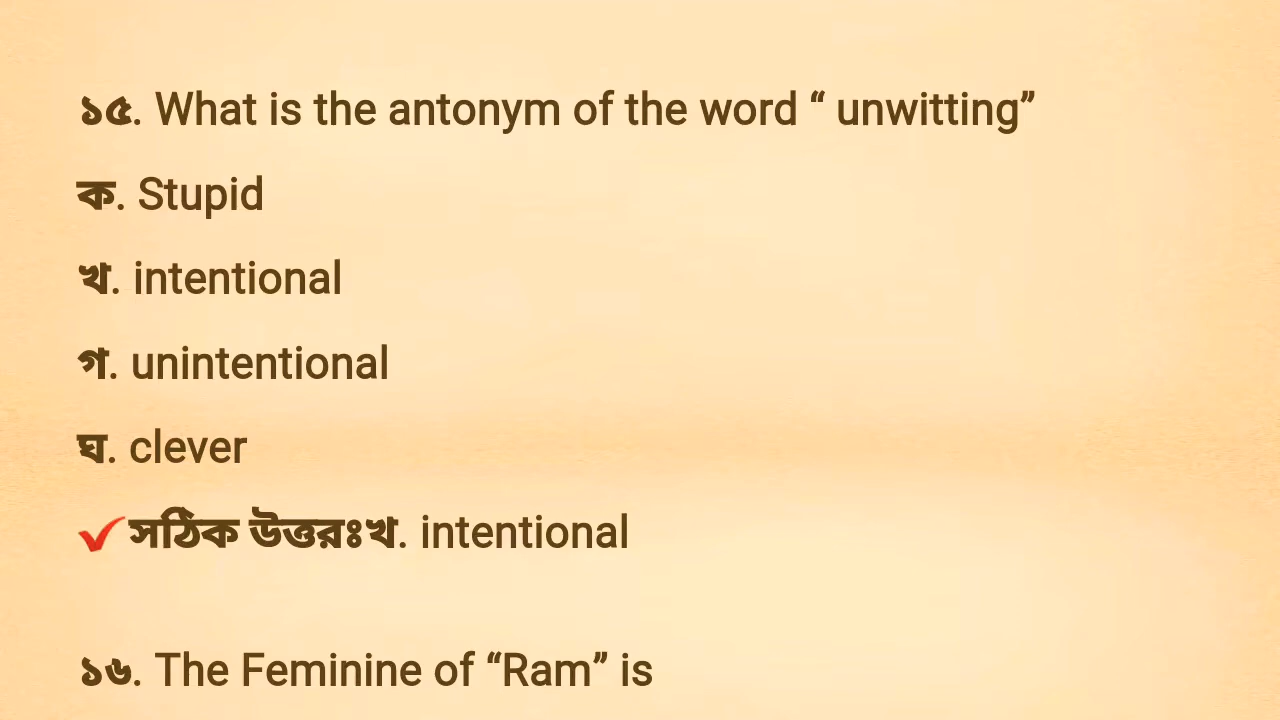 ১৫. What is the antonym of the word “ unwitting”
ক. Stupid
খ. intentional
গ. unintentional
ঘ. clever
✓সঠিক উত্তরঃখ. intentional
১৬. The Feminine of “Ram” is